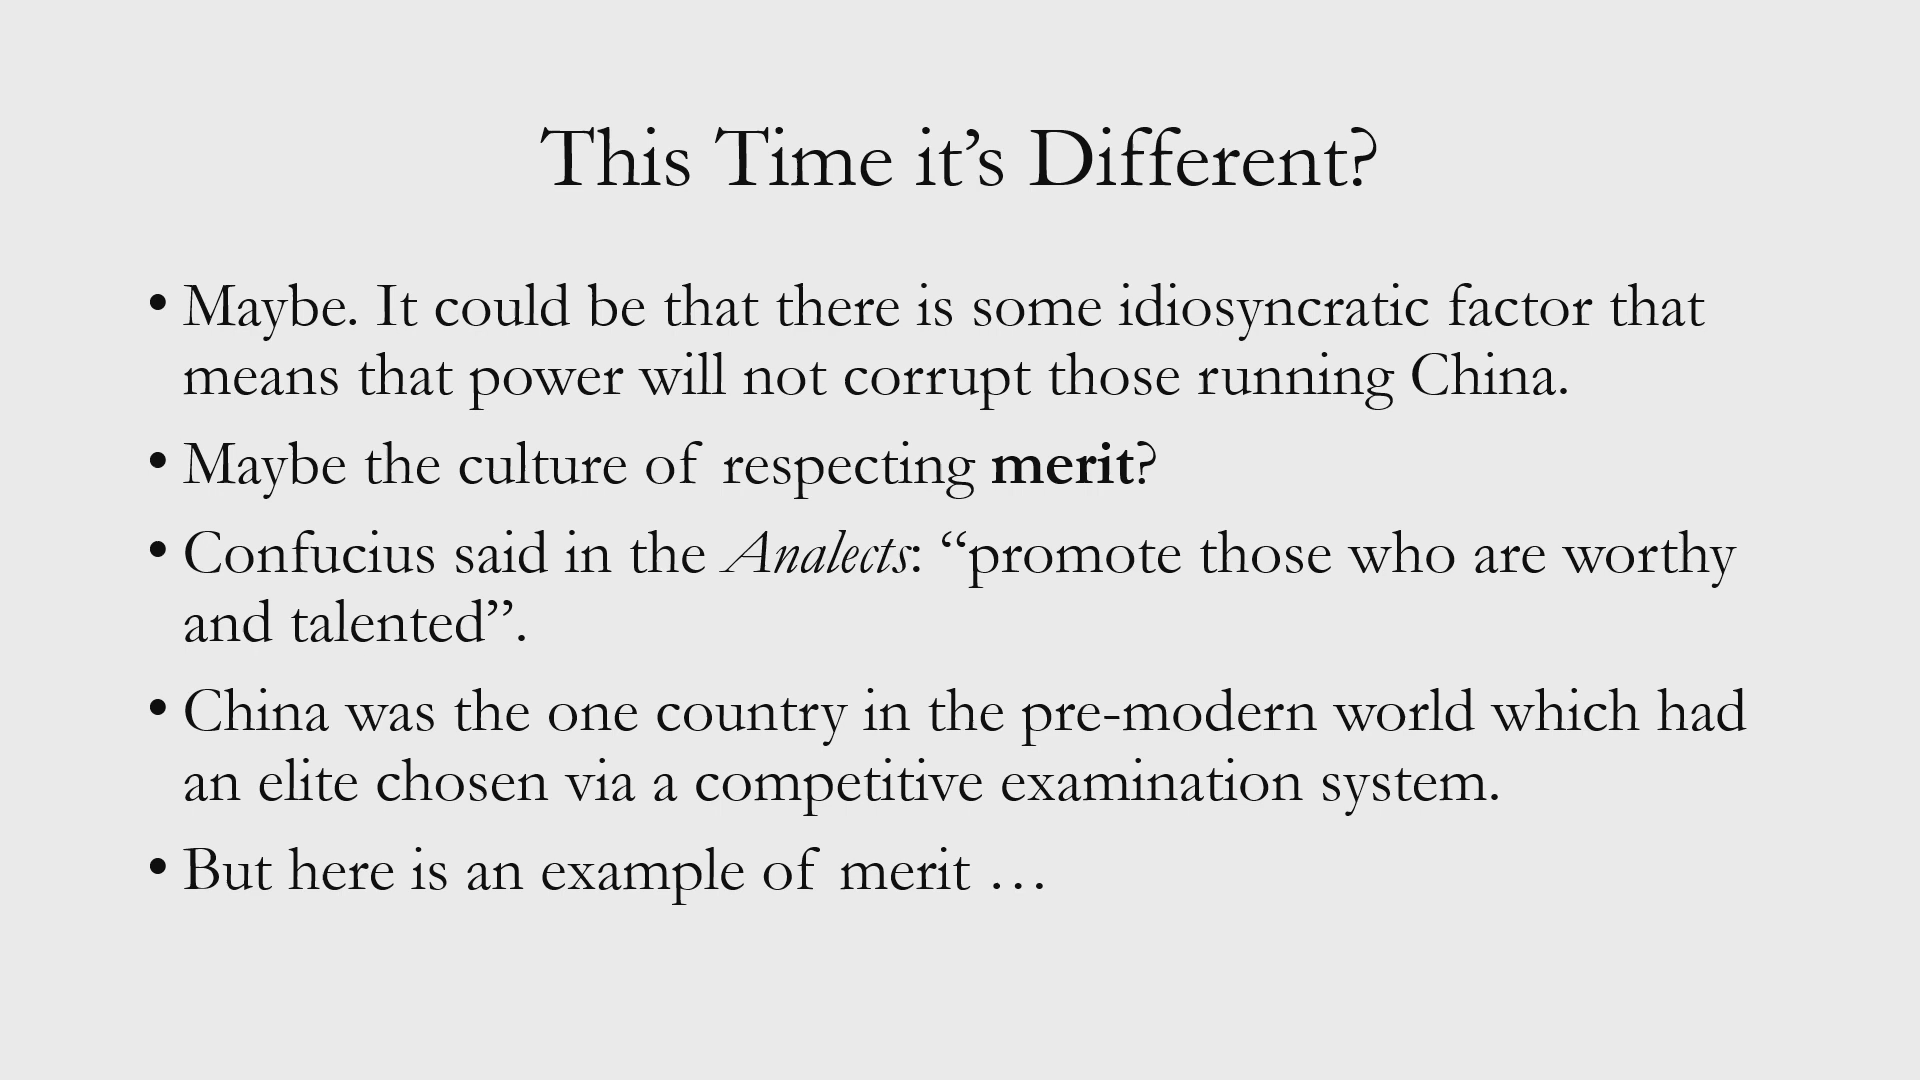 This Time it’s Different?
• Maybe. It could be that there is some idiosyncratic factor that
means that power will not corrupt those running China.
• Maybe the culture of respecting merit?
• Confucius said in the Analects: “promote those who are worthy
and talented”.
• China was the one country in the pre-modern world which had
an elite chosen via a competitive examination system.
• But here is an example of merit …